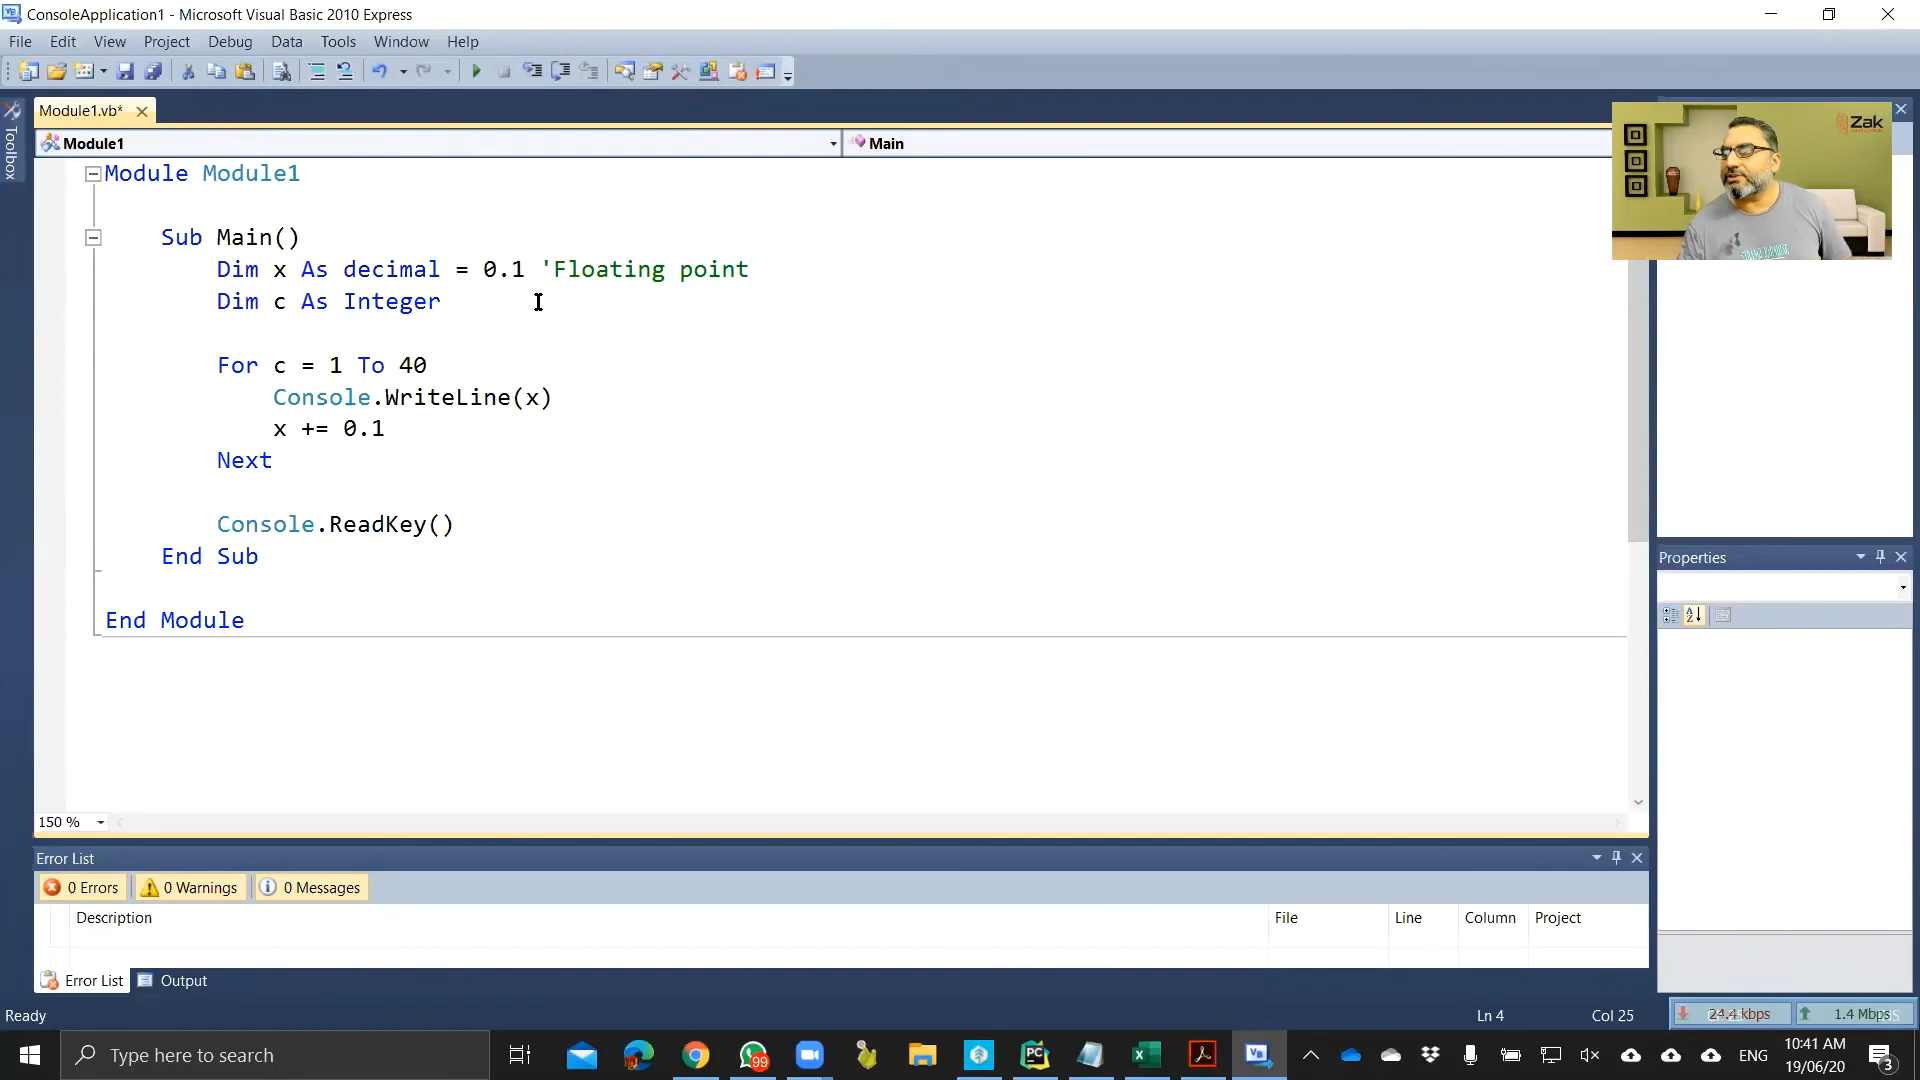 ConsoleApplication1 - Microsoft Visual Basic 2010 Express
File Edit View Project Debug Data Tools Window Help
Module1.vb*
Toolbox
Module1
Main
Zak
Module Module1
Sub Main()
Dim x As decimal = 0.1 'Floating point
Dim c As Integer
For c = 1 To 40
Console.WriteLine(x)
x += 0.1
Next
Console.ReadKey()
End Sub
End Module
Properties
150 %
Error List
0 Errors
0 Warnings
0 Messages
Description File Line Column Project
Error List
Output
Ready
Ln 4
Col 25
24.4 kbps
1.4 Mbps
Type here to search
99
ENG
10:41 AM
19/06/20
3